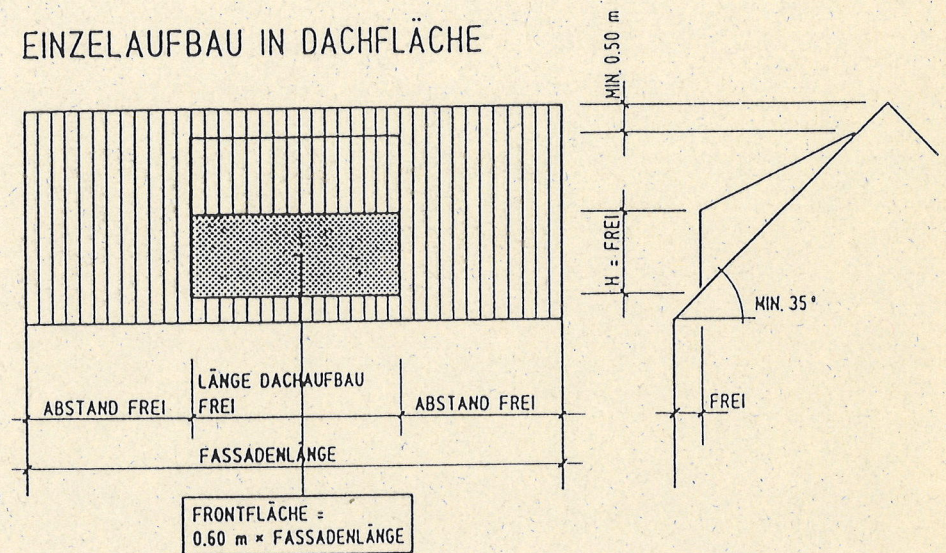 EINZELAUFBAU IN DACHFLÄCHE
MIN. 0.50 m
H = FREI
MIN. 35°
LÄNGE DACHAUFBAU
FREI
ABSTAND FREI
ABSTAND FREI
FREI
FASSADENLÄNGE
FRONTFLÄCHE =
0.60 m × FASSADENLÄNGE